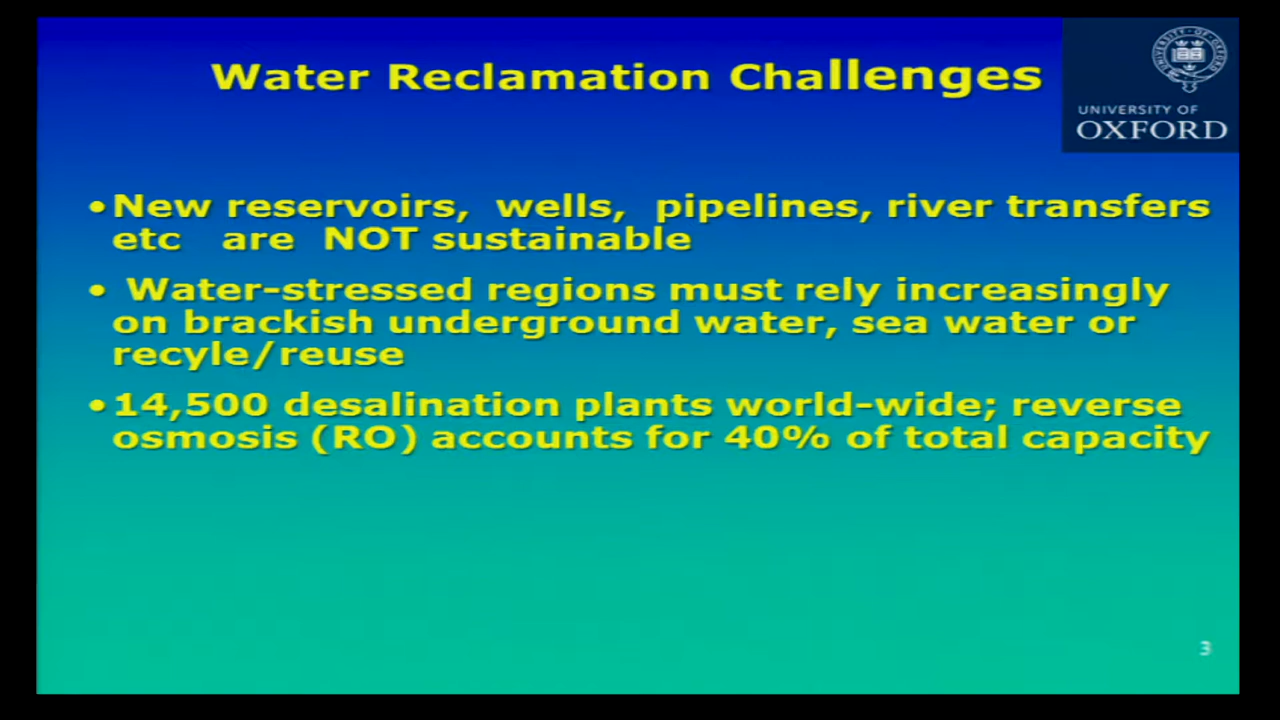 Water Reclamation Challenges
UNIVERSITY OF
OXFORD
•New reservoirs, wells, pipelines, river transfers
etc are NOT sustainable
• Water-stressed regions must rely increasingly
on brackish underground water, sea water or
recyle/reuse
•14,500 desalination plants world-wide; reverse
osmosis (RO) accounts for 40% of total capacity
3